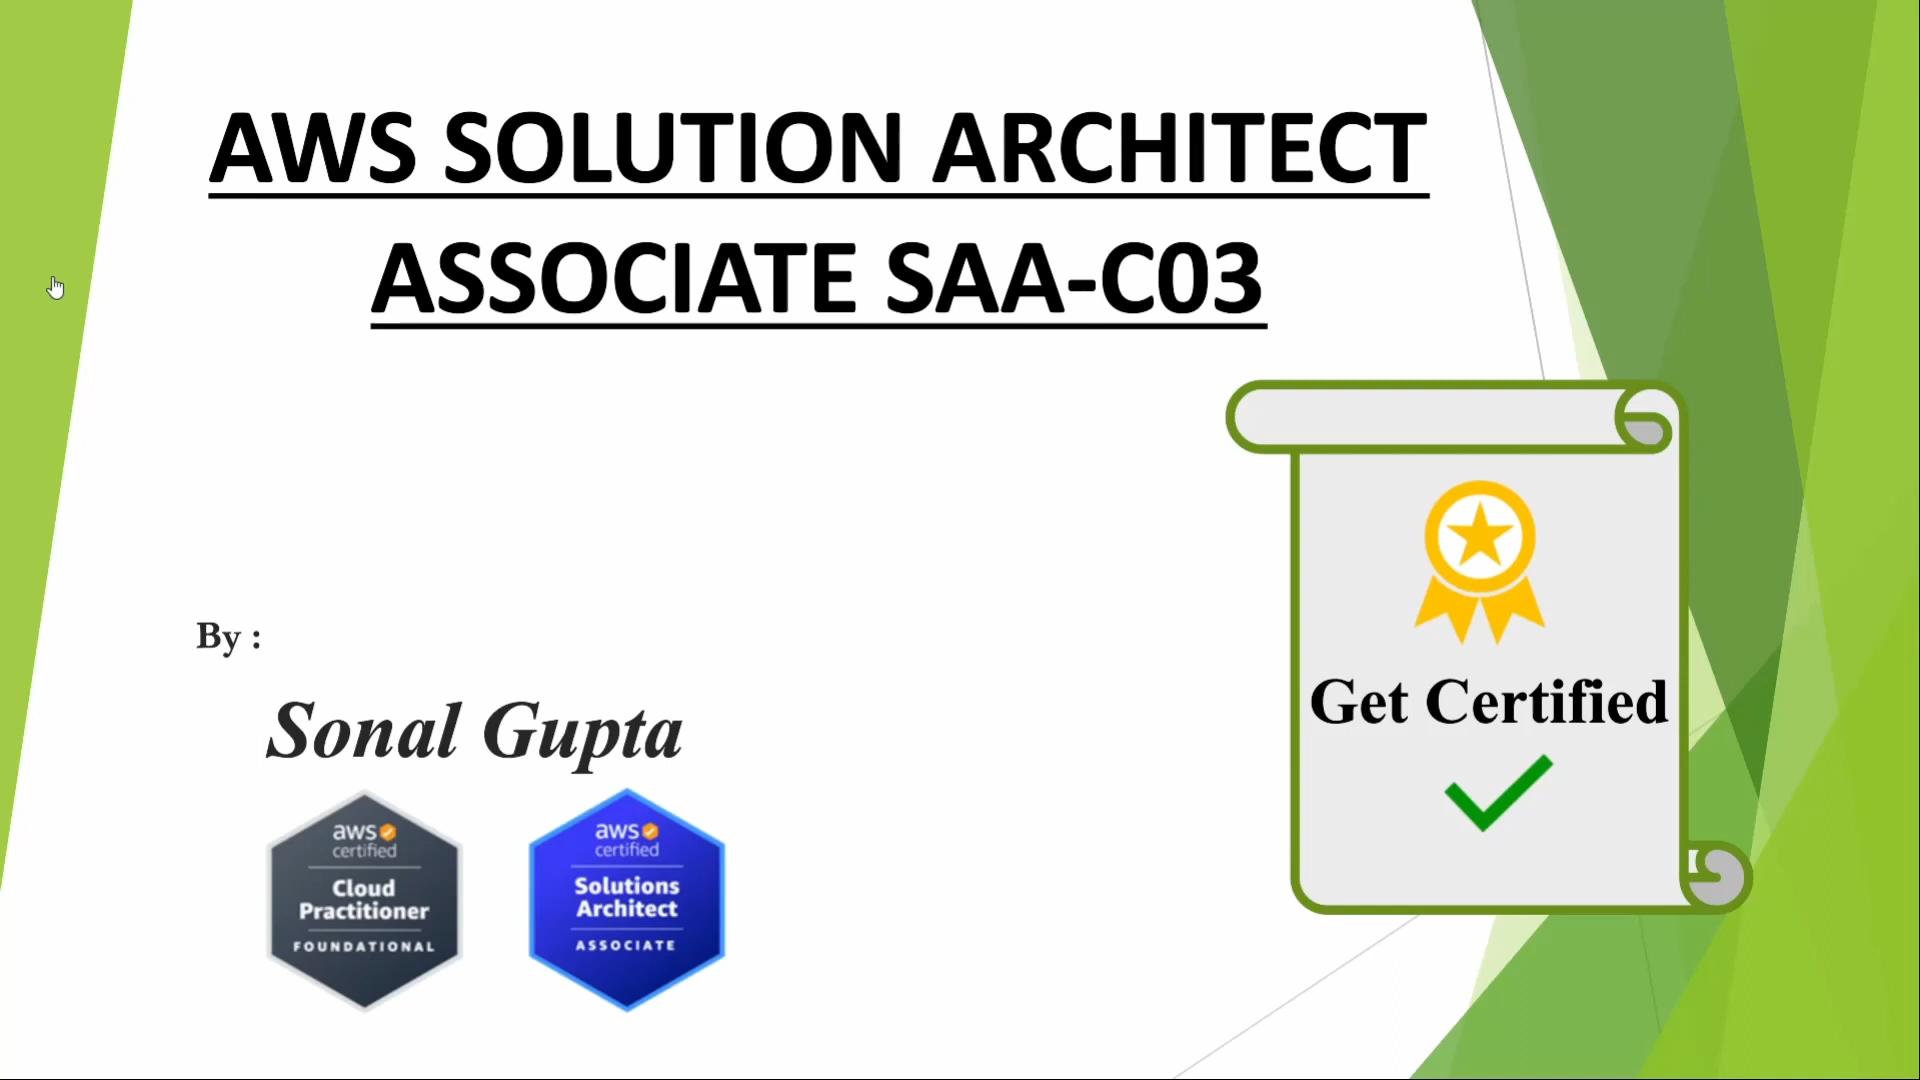 AWS SOLUTION ARCHITECT
ASSOCIATE SAA-C03
By :
Sonal Gupta
aws
certified
Cloud
Practitioner
FOUNDATIONAL
aws
certified
Solutions
Architect
ASSOCIATE
Get Certified